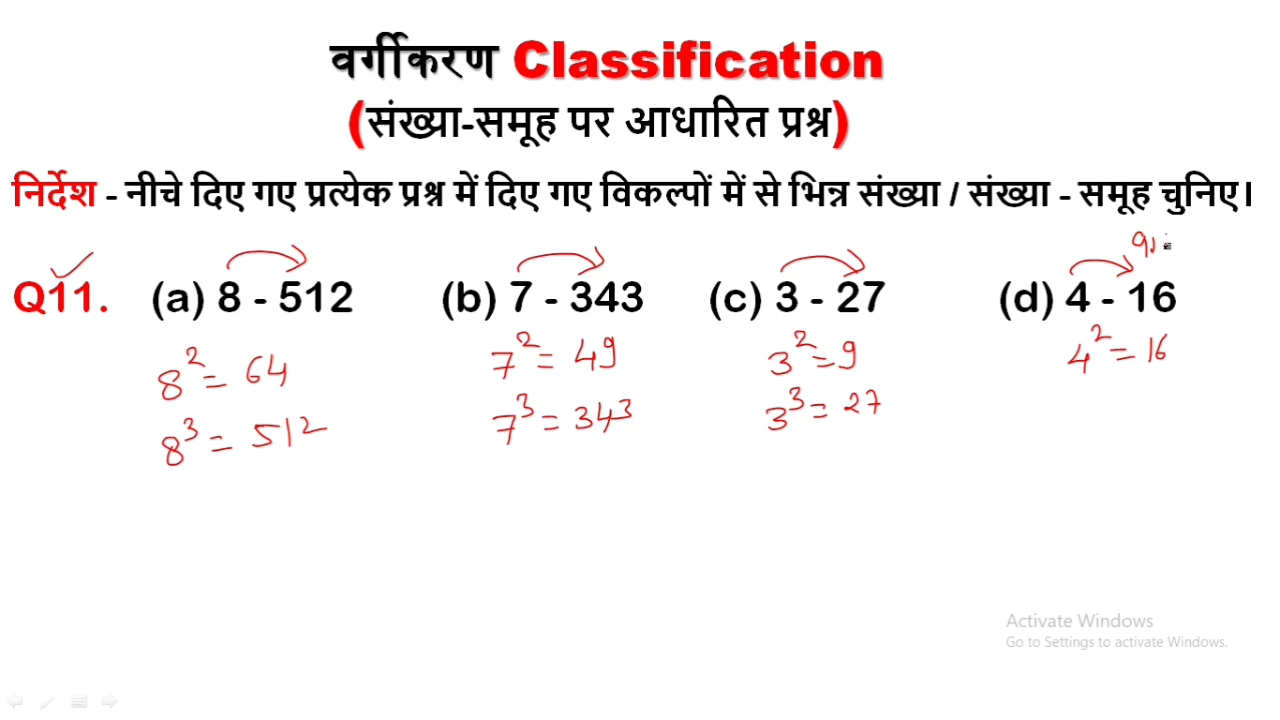 वर्गीकरण Classification
(संख्या-समूह पर आधारित प्रश्न)
निर्देश - नीचे दिए गए प्रत्येक प्रश्न में दिए गए विकल्पों में से भिन्न संख्या / संख्या - समूह चुनिए।
Q11. (a) 8 - 512 (b) 7 - 343 (c) 3 - 27 (d) 4 - 16
8² = 64 7² = 49 3² = 9 4² = 16
8³ = 512 7³ = 343 3³ = 27
Activate Windows
Go to Settings to activate Windows.